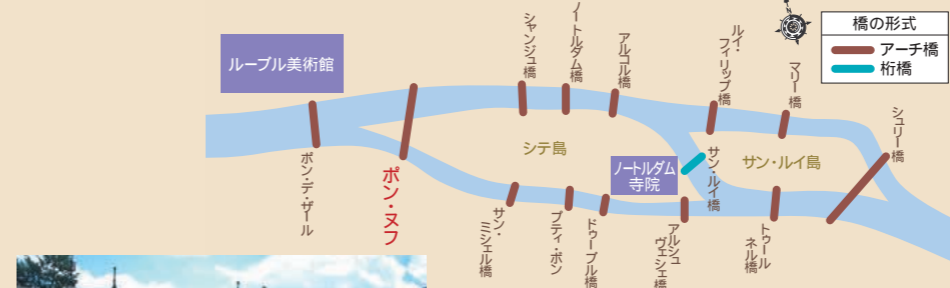 橋の形式
アーチ橋
桁橋
ルーブル美術館
シャンジュ橋
ノートルダム橋
アルコル橋
ルイ・
フィリップ橋
マリー橋
シュリー橋
シテ島
ノートルダム
寺院
サン・ルイ橋
サン・ルイ島
ポン・デ・ザール
ポン・ヌフ
サン・
ミシェル橋
プティ・ポン
ドゥーブル橋
アルシュ
ヴェシェ橋
トゥール
ネル橋